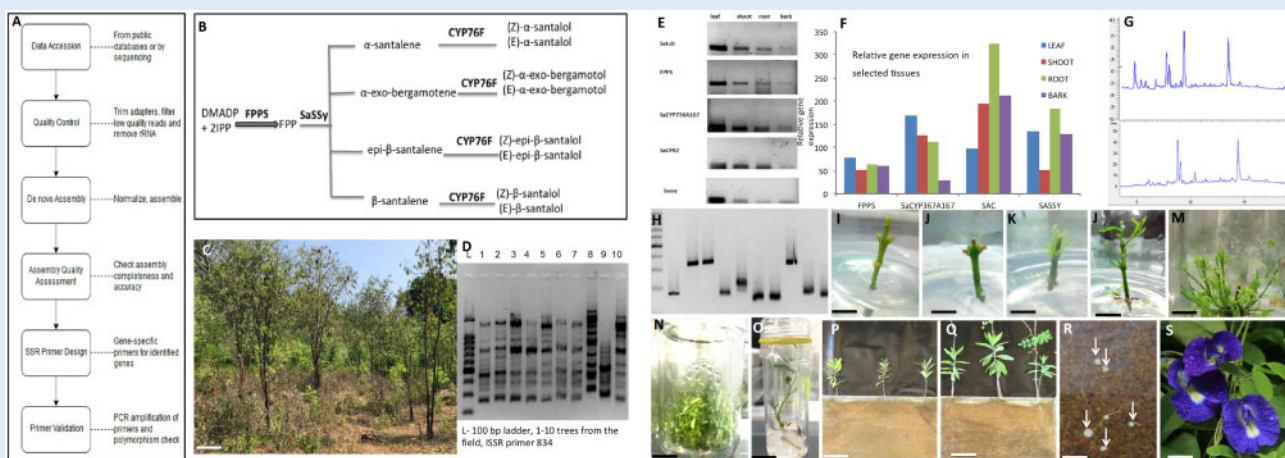 A
Data Accession
From public
databases or by
sequencing
Quality Control
Trim adapters, filter
low quality reads and
remove rRNA
De novo Assembly
Normalize, assemble
Assembly Quality
Assessment
Check assembly
completeness and
accuracy
SSR Primer Design
Gene-specific
primers for identified
genes
Primer Validation
PCR amplification of
primers and
polymorphism check
B
DMADP
+ 2IPP
FPPS
FPP
SaSSy
α-santalene
CYP76F
(Z)-α-santalol
(E)-α-santalol
α-exo-bergamotene
CYP76F
(Z)-α-exo-bergamotol
(E)-α-exo-bergamotol
epi-β-santalene
CYP76F
(Z)-epi-β-santalol
(E)-epi-β-santalol
β-santalene
CYP76F
(Z)-β-santalol
(E)-β-santalol
C
D
L 1 2 3 4 5 6 7 8 9 10
L- 100 bp ladder, 1-10 trees from the
field, ISSR primer 834
E
leaf shoot root bark
Satub
FPPS
SaCYP736A167
SaCPR2
Sassy
F
Relative gene expression in
selected tissues
Relative gene
expression
350
300
250
200
150
100
50
0
FPPS SaCYP367A167 SAC SASSY
LEAF
SHOOT
ROOT
BARK
G
H
I
J
K
J
M
N
O
P
Q
R
S